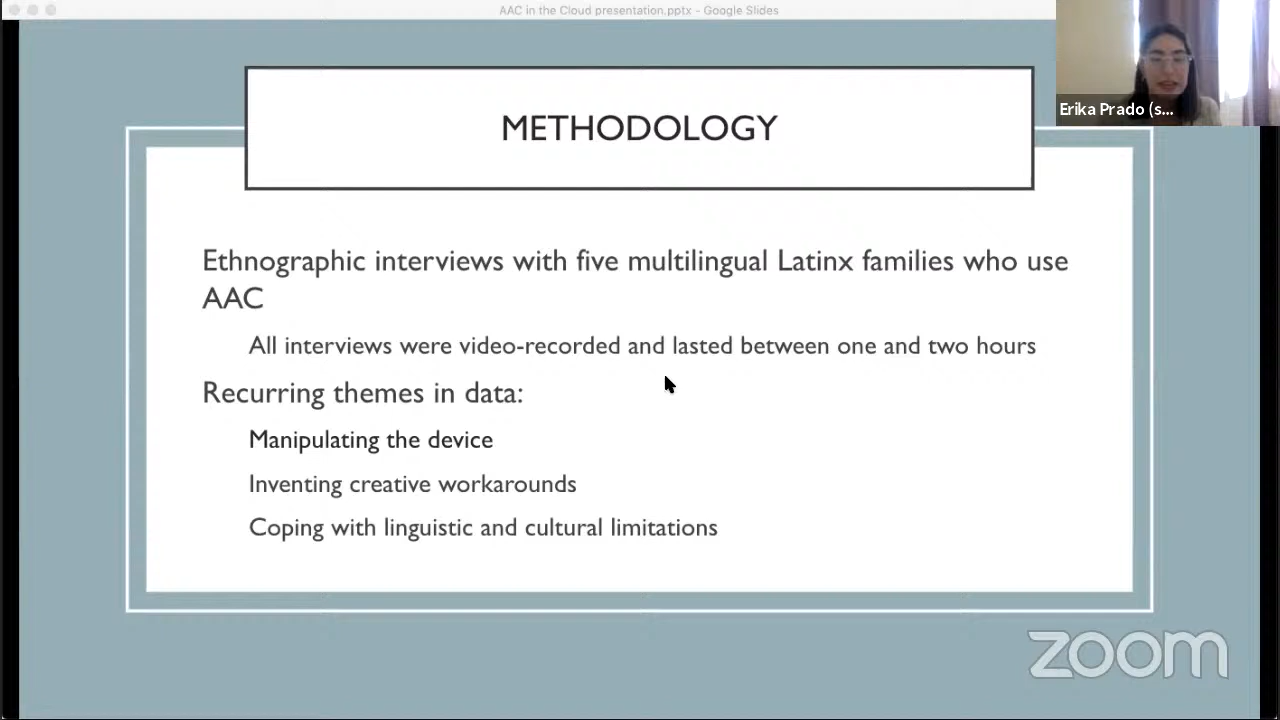 AAC in the Cloud presentation.pptx - Google Slides
Erika Prado (s...
METHODOLOGY
Ethnographic interviews with five multilingual Latinx families who use
AAC
All interviews were video-recorded and lasted between one and two hours
Recurring themes in data:
Manipulating the device
Inventing creative workarounds
Coping with linguistic and cultural limitations
zoom